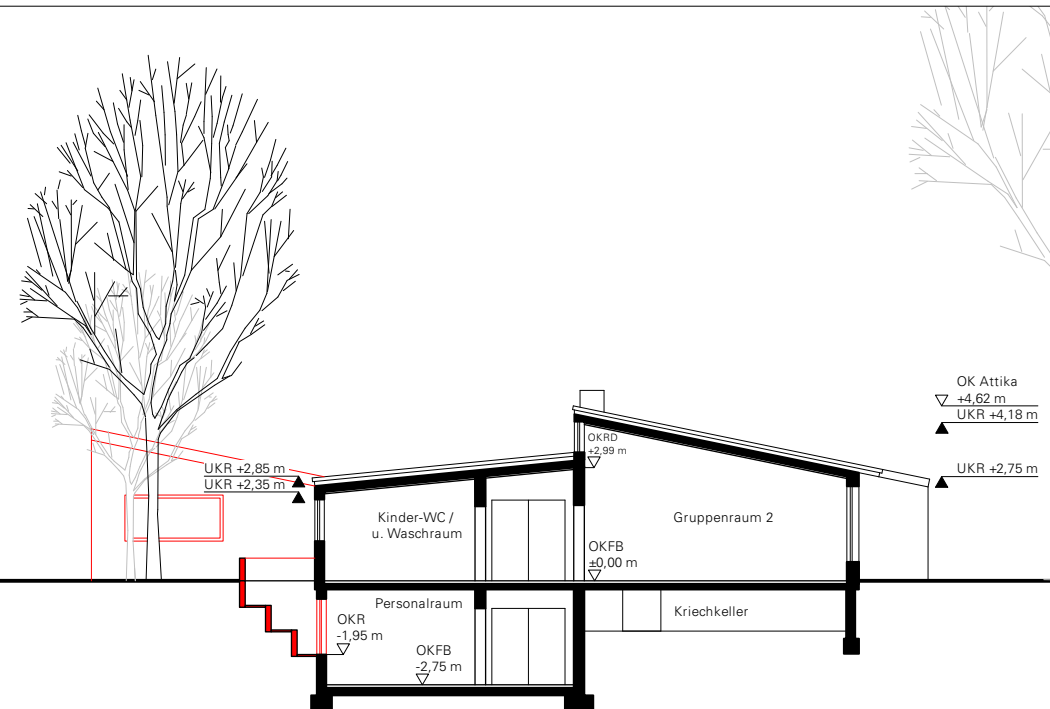 OK Attika
+4,62 m
UKR +4,18 m
OKRD
+2,99 m
UKR +2,85 m
UKR +2,75 m
UKR +2,35 m
Kinder-WC /
u. Waschraum
Gruppenraum 2
OKFB
±0,00 m
Personalraum
Kriechkeller
OKR
-1,95 m
OKFB
-2,75 m